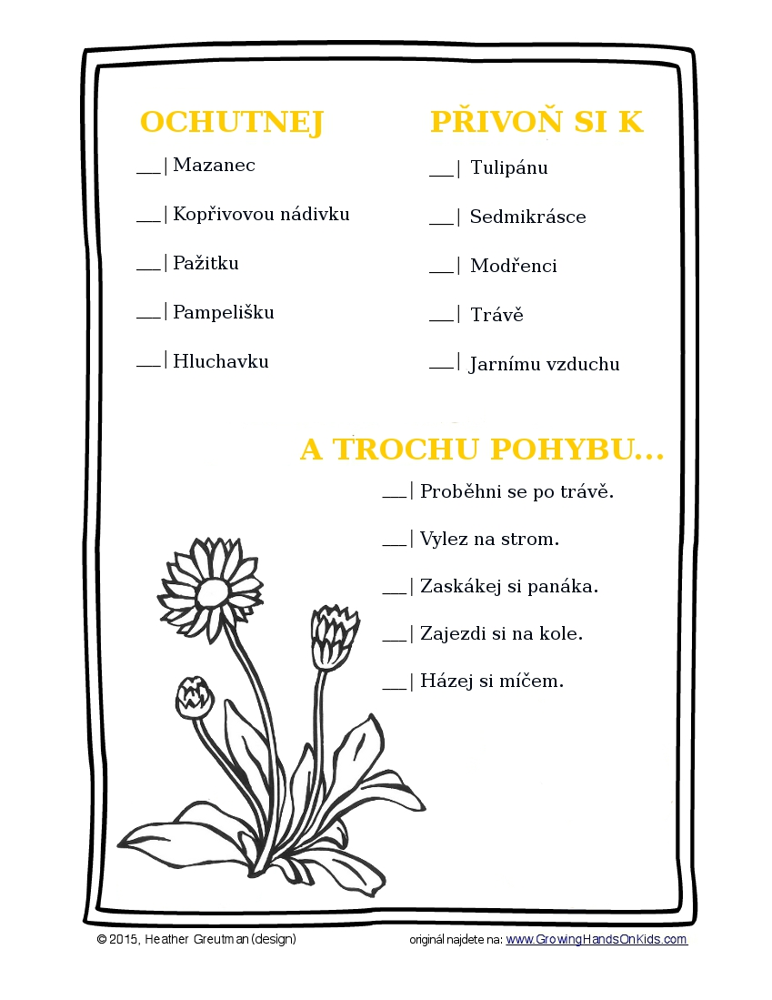 OCHUTNEJ
___| Mazanec
___| Kopřivovou nádivku
___| Pažitku
___| Pampelišku
___| Hluchavku
PŘIVOŇ SI K
___| Tulipánu
___| Sedmikrásce
___| Modřenci
___| Trávě
___| Jarnímu vzduchu
A TROCHU POHYBU...
___| Proběhni se po trávě.
___| Vylez na strom.
___| Zaskákej si panáka.
___| Zajezdi si na kole.
___| Házej si míčem.
© 2015, Heather Greutman (design)
originál najdete na: www.GrowingHandsOnKids.com